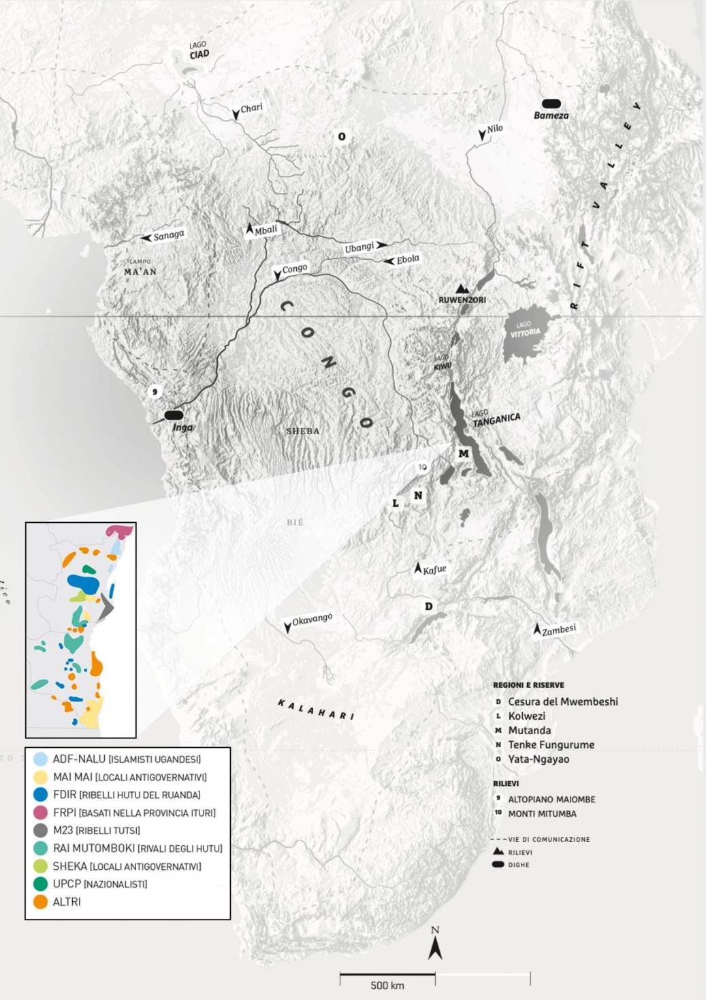 LAGO
CIAD
Chari
Bameza
Nilo
O
RIFT VALLEY
Sanaga
Mbali
Ubangi
Ebola
CAMPO
MA'AN
Congo
RUWENZORI
CONGO
LAGO
VITTORIA
LAGO
KIWU
9
Inga
LAGO
TANGANICA
SHEBA
M
10
N
L
BIÉ
Kafue
D
Okavango
Zambesi
KALAHARI
tico
CO D
REGIONI E RISERVE
D Cesura del Mwembeshi
L Kolwezi
M Mutanda
N Tenke Fungurume
O Yata-Ngayao
RILIEVI
9 ALTOPIANO MAIOMBE
10 MONTI MITUMBA
VIE DI COMUNICAZIONE
RILIEVI
DIGHE
ADF-NALU [ISLAMISTI UGANDESI]
MAI MAI [LOCALI ANTIGOVERNATIVI]
FDIR [RIBELLI HUTU DEL RUANDA]
FRPI [BASATI NELLA PROVINCIA ITURI]
M23 [RIBELLI TUTSI]
RAI MUTOMBOKI [RIVALI DEGLI HUTU]
SHEKA [LOCALI ANTIGOVERNATIVI]
UPCP [NAZIONALISTI]
ALTRI
N
500 km